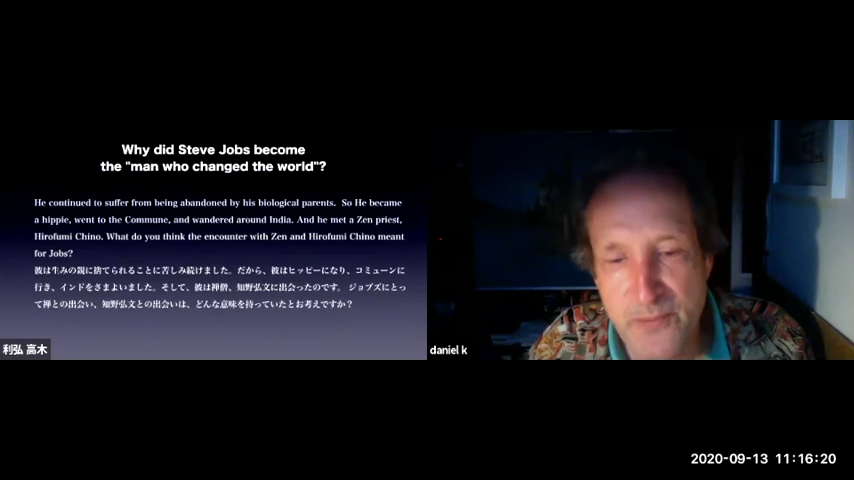 Why did Steve Jobs become
the "man who changed the world"?
He continued to suffer from being abandoned by his biological parents.  So He became
a hippie, went to the Commune, and wandered around India. And he met a Zen priest,
Hirofumi Chino. What do you think the encounter with Zen and Hirofumi Chino meant
for Jobs?
彼は生みの親に捨てられることに苦しみ続けました。だから、彼はヒッピーになり、コミューンに
行き、インドをさまよいました。そして、彼は禅僧、知野弘文に出会ったのです。 ジョブズにとっ
て禅との出会い、知野弘文との出会いは、どんな意味を持っていたとお考えですか？
利弘 高木
daniel k
2020-09-13 11:16:20